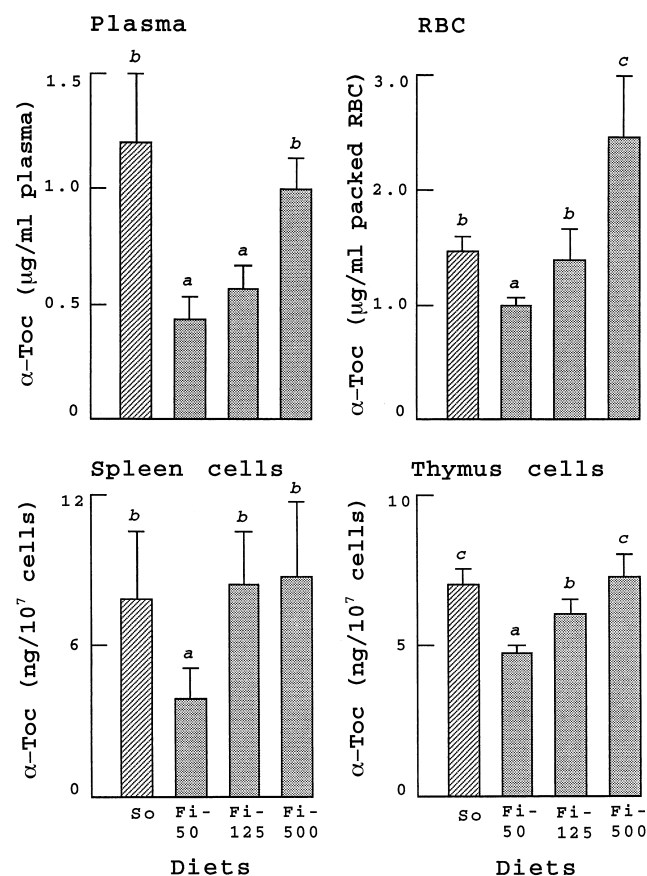 Plasma
α-Toc (μg/ml plasma)
1.5
1.0
0.5
0
b
a
a
b
RBC
α-Toc (μg/ml packed RBC)
3.0
2.0
1.0
0
b
a
b
c
Spleen cells
α-Toc (ng/10⁷ cells)
12
6
0
b
a
b
b
So Fi- Fi- Fi-
50 125 500
Diets
Thymus cells
α-Toc (ng/10⁷ cells)
10
5
0
c
a
b
c
So Fi- Fi- Fi-
50 125 500
Diets